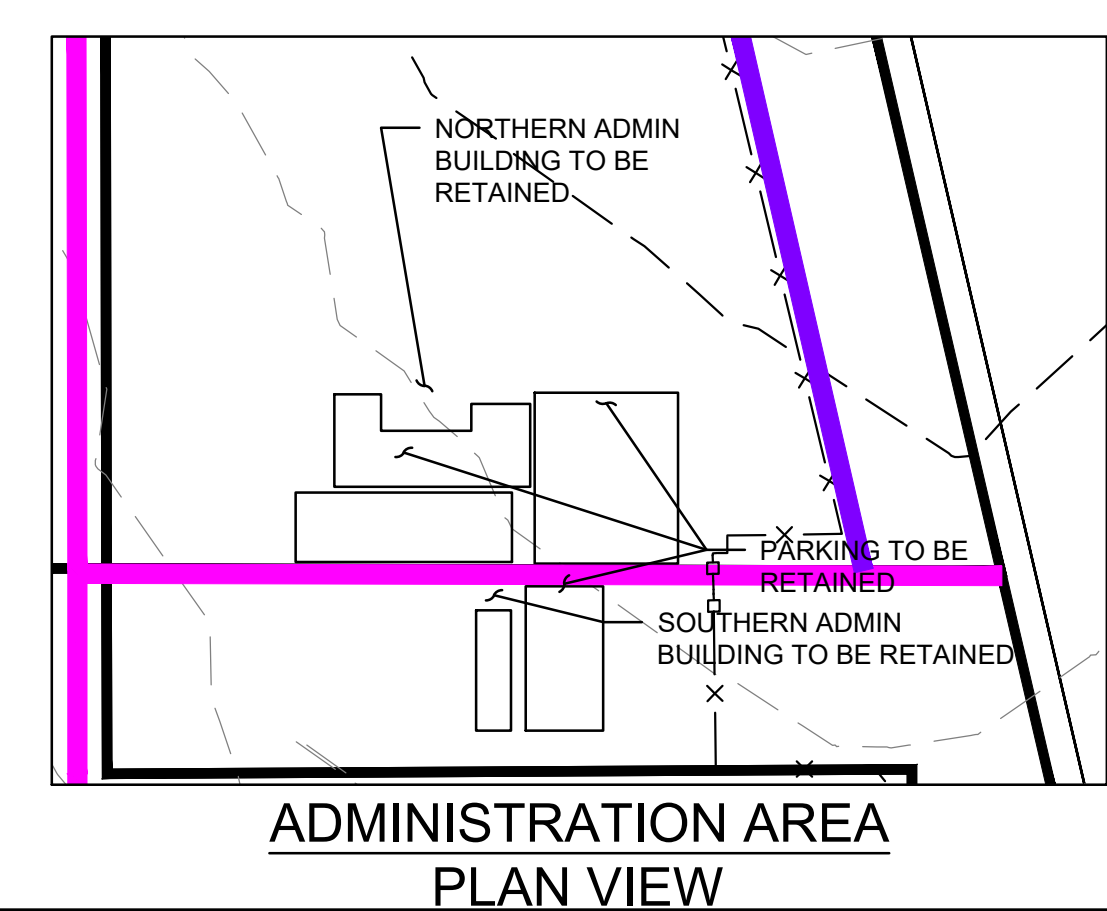 NORTHERN ADMIN
BUILDING TO BE
RETAINED
PARKING TO BE
RETAINED
SOUTHERN ADMIN
BUILDING TO BE RETAINED
ADMINISTRATION AREA
PLAN VIEW